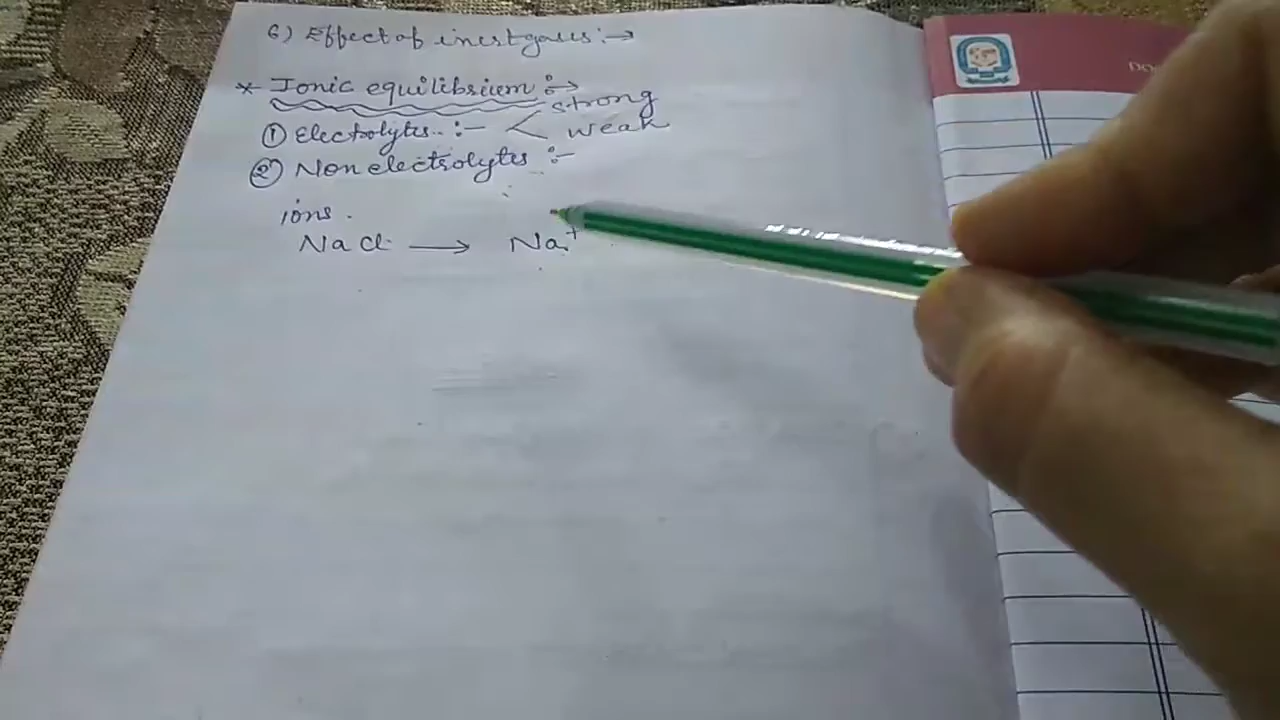 6) Effect of inert gases :→
* Ionic equilibrium :→
① Electrolytes :- < strong
weak
② Non electrolytes :-
ions.
NaCl ⟶ Na⁺